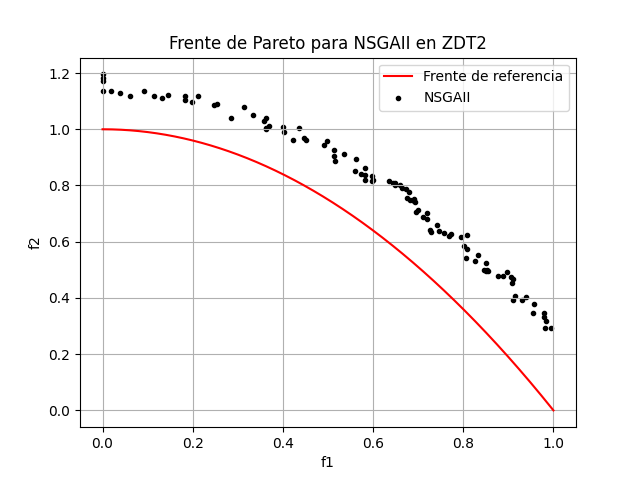 Frente de Pareto para NSGAII en ZDT2
Frente de referencia
NSGAII
f2
1.2
1.0
0.8
0.6
0.4
0.2
0.0
0.0 0.2 0.4 0.6 0.8 1.0
f1